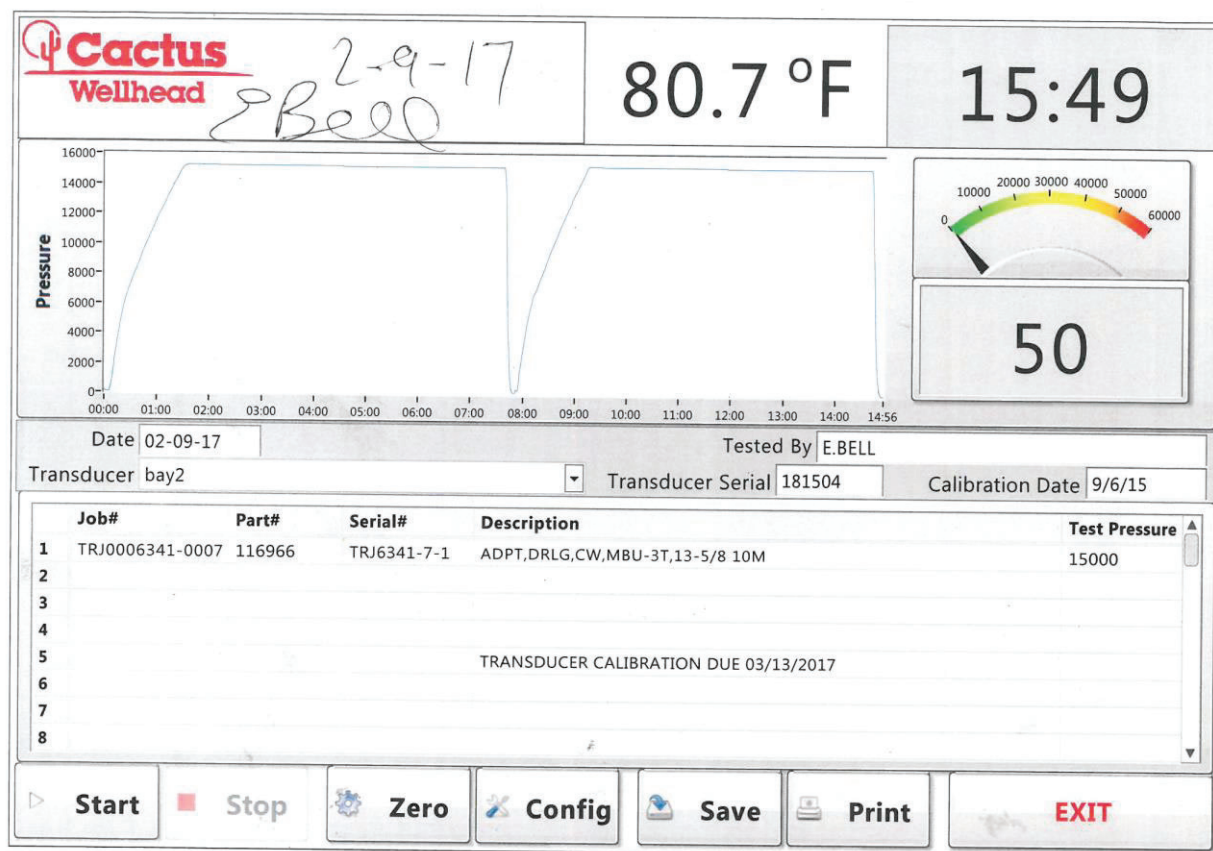 Cactus
Wellhead
2-9-17
EBell
80.7 °F
15:49
Pressure
16000
14000
12000
10000
8000
6000
4000
2000
0
00:00 01:00 02:00 03:00 04:00 05:00 06:00 07:00 08:00 09:00 10:00 11:00 12:00 13:00 14:00 14:56
0 10000 20000 30000 40000 50000 60000
50
Date 02-09-17
Tested By E.BELL
Transducer bay2
Transducer Serial 181504
Calibration Date 9/6/15
Job# Part# Serial# Description Test Pressure
1 TRJ0006341-0007 116966 TRJ6341-7-1 ADPT,DRLG,CW,MBU-3T,13-5/8 10M 15000
2
3
4
5 TRANSDUCER CALIBRATION DUE 03/13/2017
6
7
8
Start Stop Zero Config Save Print EXIT